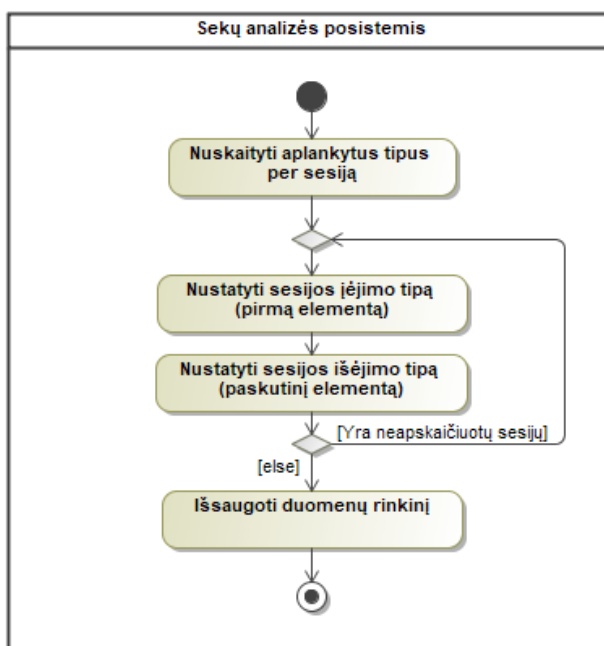 Sekų analizės posistemis
Nuskaityti aplankytus tipus
per sesiją
Nustatyti sesijos įėjimo tipą
(pirmą elementą)
Nustatyti sesijos išėjimo tipą
(paskutinį elementą)
[Yra neapskaičiuotų sesijų]
[else]
Išsaugoti duomenų rinkinį